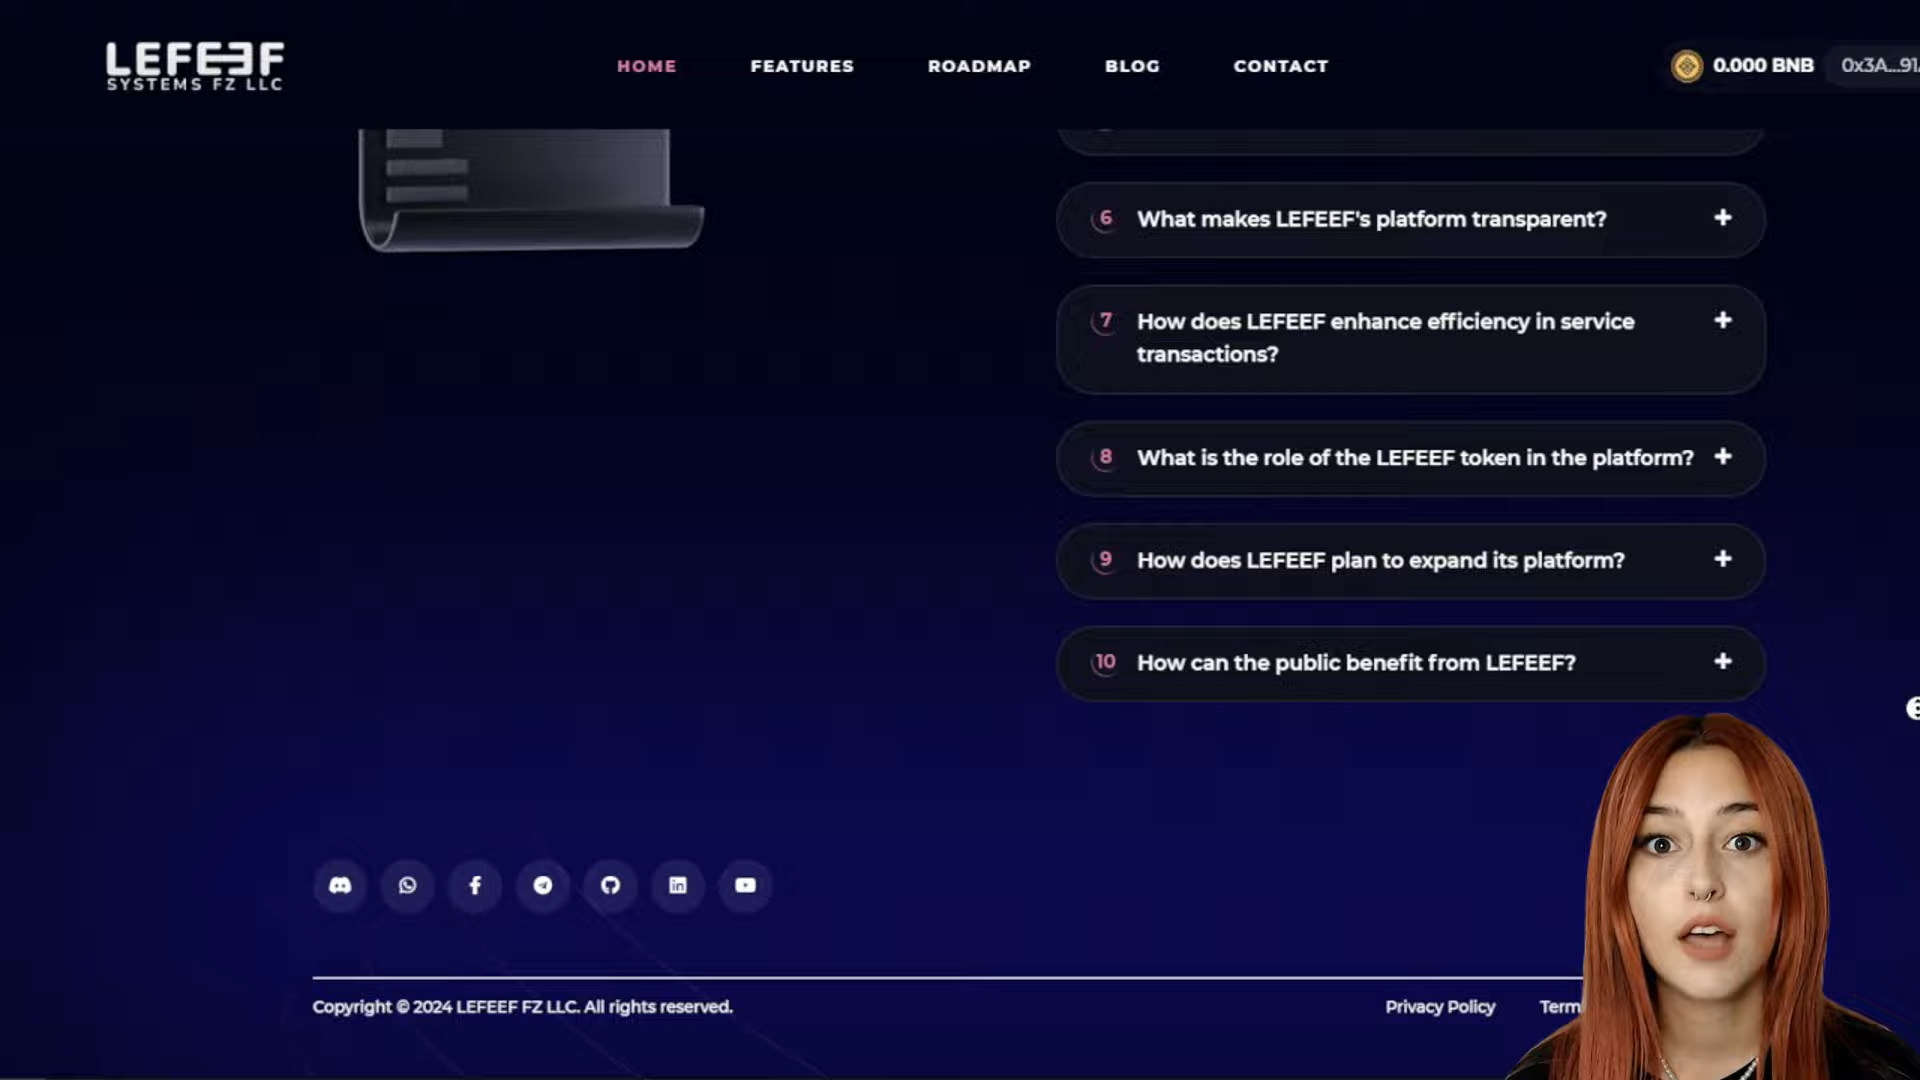 LEFEEF
SYSTEMS FZ LLC
HOME
FEATURES
ROADMAP
BLOG
CONTACT
0.000 BNB
0x3A...91
6 What makes LEFEEF's platform transparent? +
7 How does LEFEEF enhance efficiency in service +
transactions?
8 What is the role of the LEFEEF token in the platform? +
9 How does LEFEEF plan to expand its platform? +
10 How can the public benefit from LEFEEF? +
Copyright © 2024 LEFEEF FZ LLC. All rights reserved.
Privacy Policy
Term